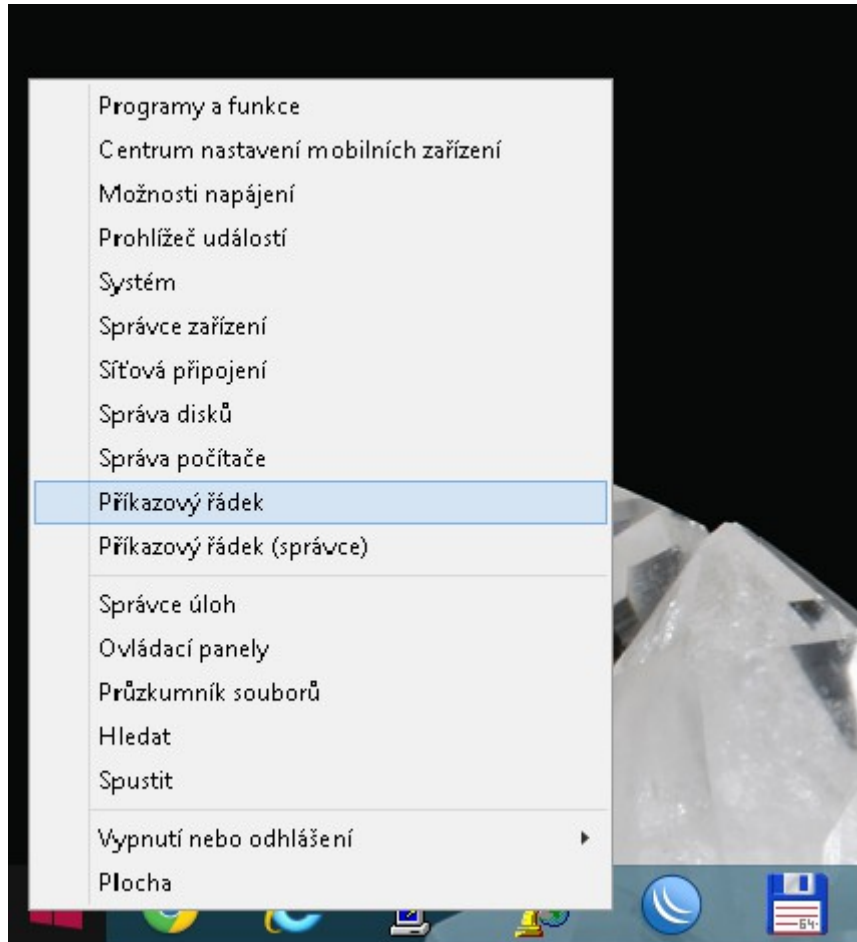 Programy a funkce
Centrum nastavení mobilních zařízení
Možnosti napájení
Prohlížeč událostí
Systém
Správce zařízení
Síťová připojení
Správa disků
Správa počítače
Příkazový řádek
Příkazový řádek (správce)
Správce úloh
Ovládací panely
Průzkumník souborů
Hledat
Spustit
Vypnutí nebo odhlášení
Plocha
64